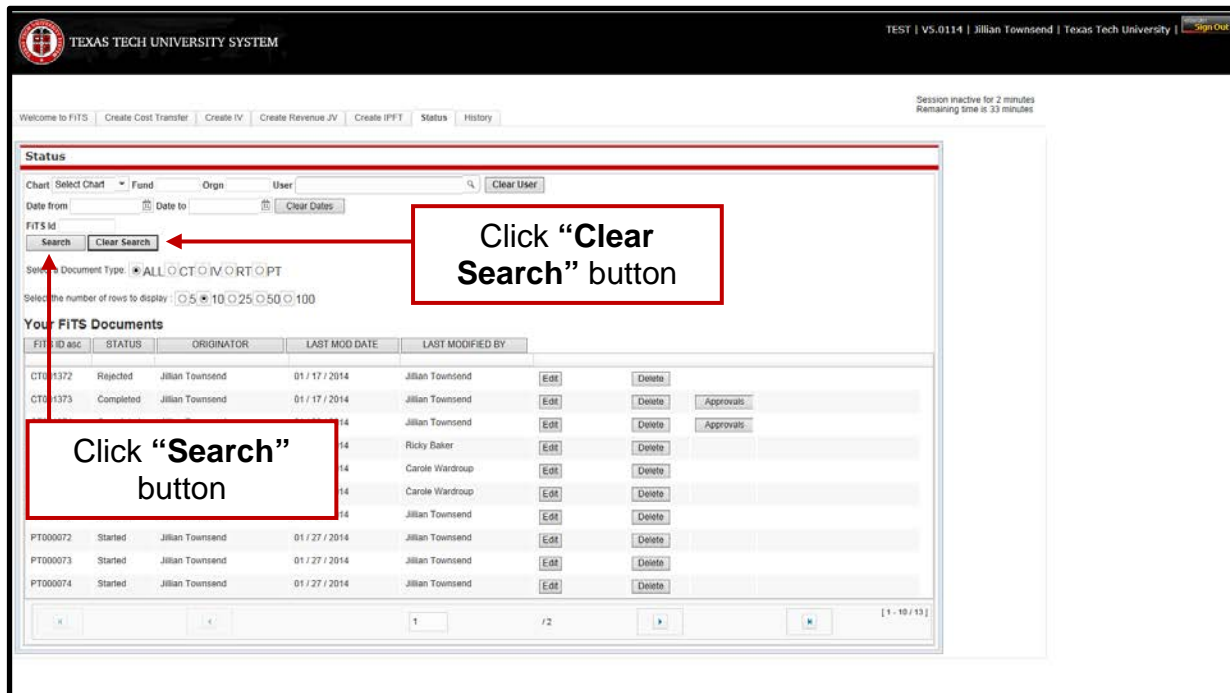 TEXAS TECH UNIVERSITY SYSTEM
TEST | V5.0114 | Jillian Townsend | Texas Tech University | Sign Out
Session inactive for 2 minutes
Remaining time is 33 minutes
Welcome to FiTS Create Cost Transfer Create IV Create Revenue JV Create IPFT Status History
Status
Chart Select Chart Fund Orgn User Clear User
Date from Date to Clear Dates
FiTS Id
Search Clear Search
Click “Clear
Search” button
Select a Document Type. ALL CT IV RT PT
Select the number of rows to display : 5 10 25 50 100
Your FiTS Documents
FITS ID asc STATUS ORIGINATOR LAST MOD DATE LAST MODIFIED BY
CT001372 Rejected Jillian Townsend 01 / 17 / 2014 Jillian Townsend Edit Delete
CT001373 Completed Jillian Townsend 01 / 17 / 2014 Jillian Townsend Edit Delete Approvals
14 Jillian Townsend Edit Delete Approvals
14 Ricky Baker Edit Delete
14 Carole Wardroup Edit Delete
14 Carole Wardroup Edit Delete
14 Jillian Townsend Edit Delete
Click “Search”
button
PT000072 Started Jillian Townsend 01 / 27 / 2014 Jillian Townsend Edit Delete
PT000073 Started Jillian Townsend 01 / 27 / 2014 Jillian Townsend Edit Delete
PT000074 Started Jillian Townsend 01 / 27 / 2014 Jillian Townsend Edit Delete
1 / 2 [ 1 - 10 / 13 ]